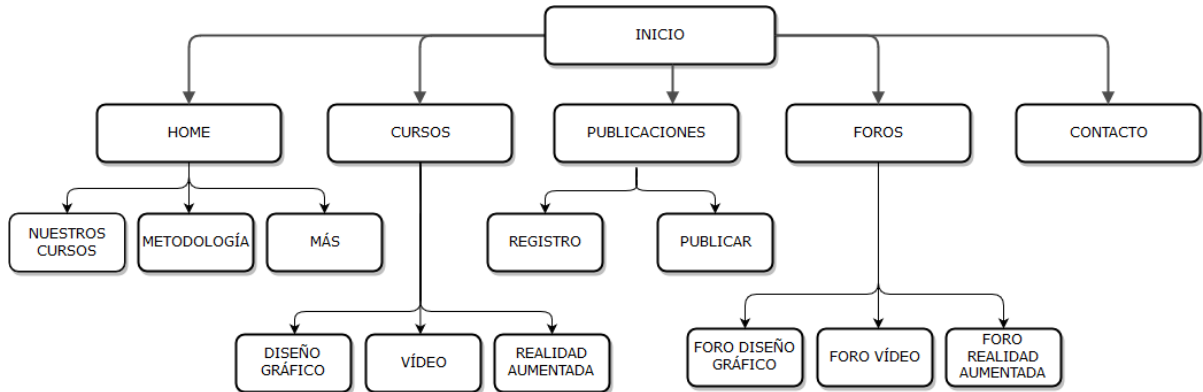 INICIO
HOME
CURSOS
PUBLICACIONES
FOROS
CONTACTO
NUESTROS
CURSOS
METODOLOGÍA
MÁS
REGISTRO
PUBLICAR
DISEÑO
GRÁFICO
VÍDEO
REALIDAD
AUMENTADA
FORO DISEÑO
GRÁFICO
FORO VÍDEO
FORO
REALIDAD
AUMENTADA